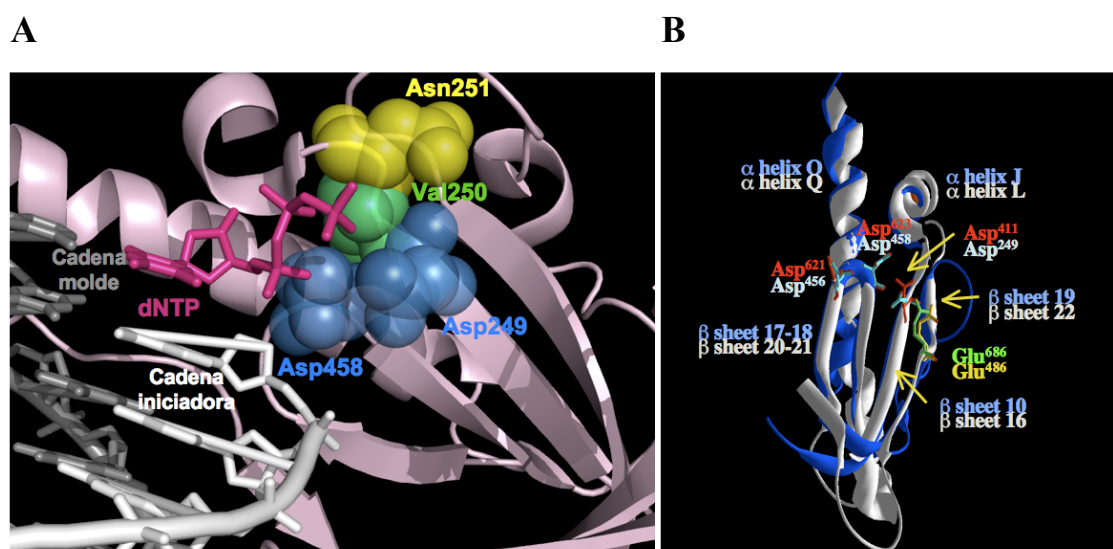 A
B
Asn251
Val250
Cadena
molde
dNTP
Asp249
Asp458
Cadena
iniciadora
α helix O
α helix Q
α helix J
α helix L
Asp623
Asp458
Asp411
Asp249
Asp621
Asp456
β sheet 19
β sheet 22
β sheet 17-18
β sheet 20-21
Glu686
Glu486
β sheet 10
β sheet 16